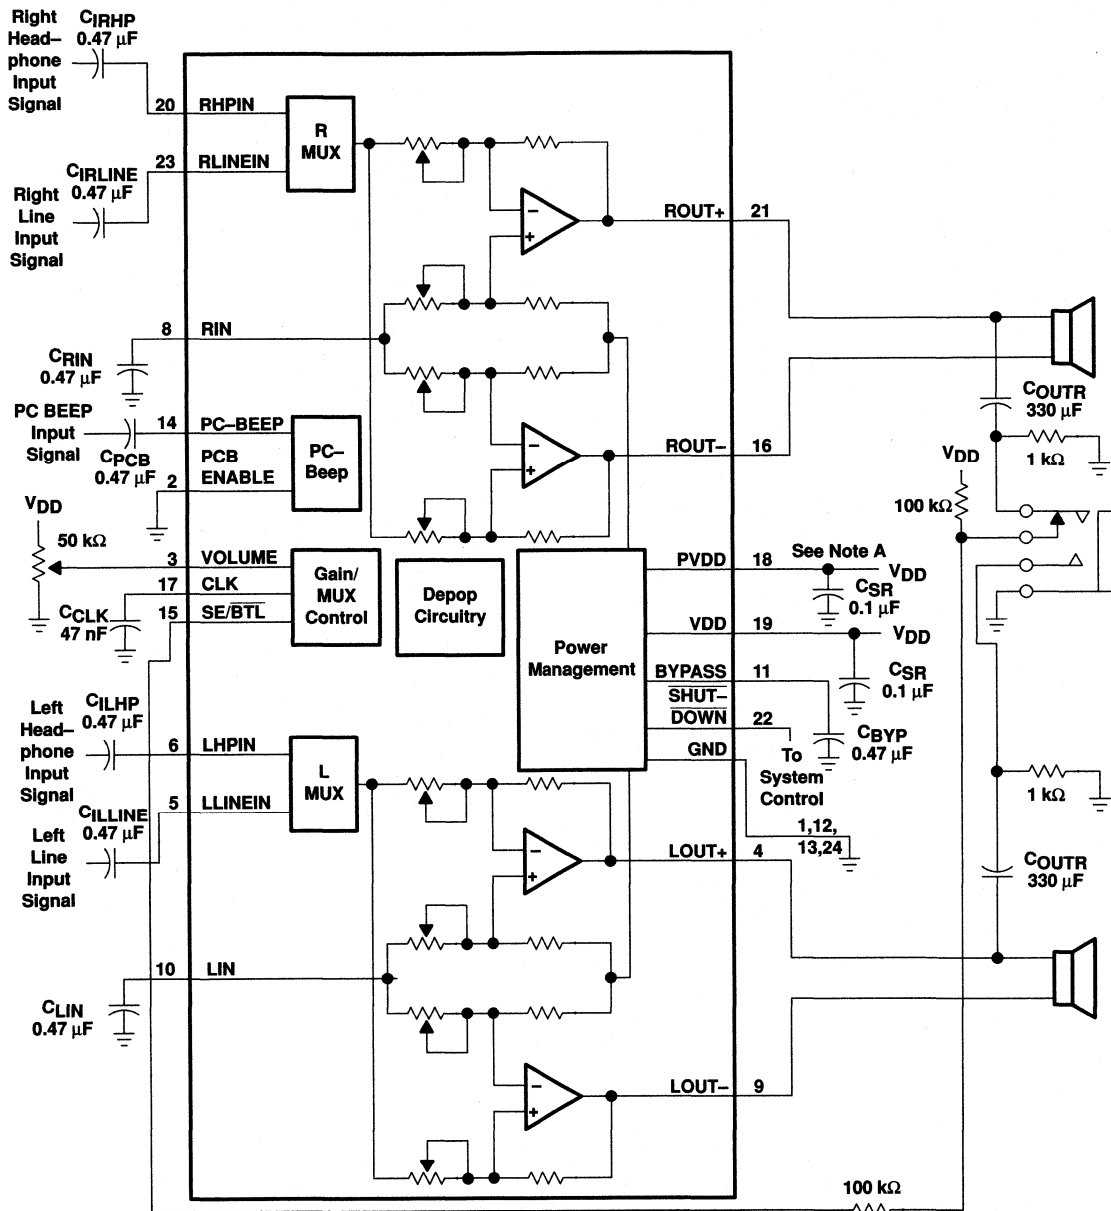 Right
Head–
phone
Input
Signal
CIRHP
0.47 μF
20 RHPIN
R
MUX
CIRLINE
0.47 μF
23 RLINEIN
Right
Line
Input
Signal
ROUT+ 21
8 RIN
CRIN
0.47 μF
PC BEEP
Input
Signal
CPCB
0.47 μF
14 PC–BEEP
PCB
2 ENABLE
PC–
Beep
ROUT– 16
COUTR
330 μF
1 kΩ
VDD
100 kΩ
VDD
50 kΩ
3 VOLUME
17 CLK
15 SE/BTL
CCLK
47 nF
Gain/
MUX
Control
Depop
Circuitry
Power
Management
PVDD 18
See Note A
VDD
CSR
0.1 μF
VDD 19
VDD
CSR
0.1 μF
BYPASS 11
SHUT–
DOWN 22
GND
CBYP
0.47 μF
To
System
Control
1,12,
13,24
Left
Head–
phone
Input
Signal
CILHP
0.47 μF
6 LHPIN
L
MUX
CILLINE
0.47 μF
5 LLINEIN
Left
Line
Input
Signal
LOUT+ 4
1 kΩ
COUTR
330 μF
10 LIN
CLIN
0.47 μF
LOUT– 9
100 kΩ